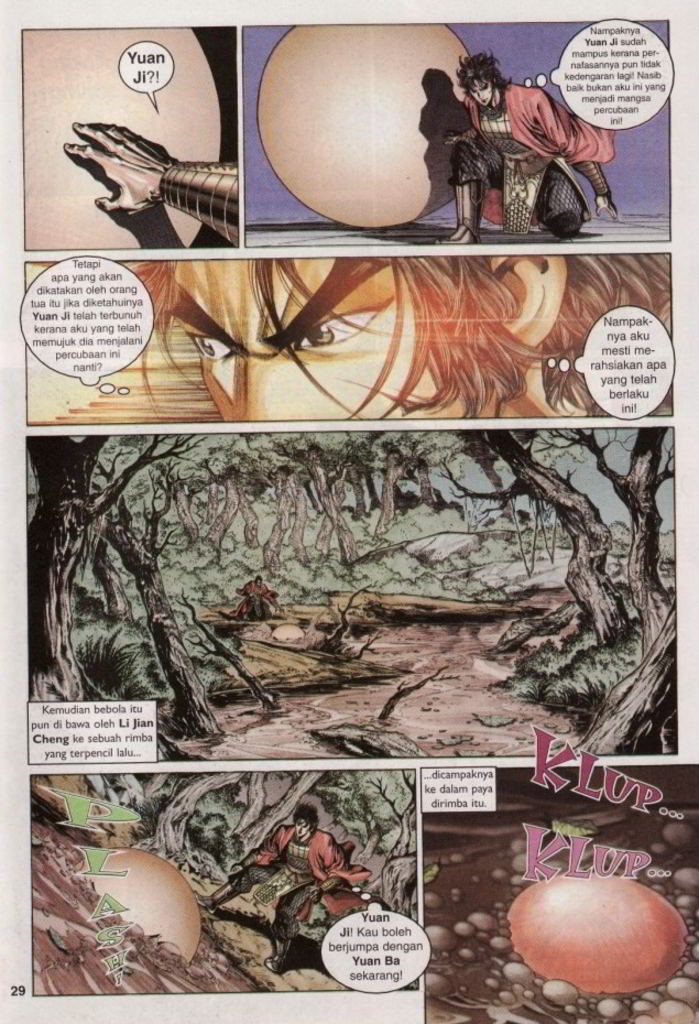 Yuan
Ji?!
Nampaknya
Yuan Ji sudah
mampus kerana per-
nafasannya pun tidak
kedengaran lagi! Nasib
baik bukan aku ini yang
menjadi mangsa
percubaan
ini!
Tetapi
apa yang akan
dikatakan oleh orang
tua itu jika diketahuinya
Yuan Ji telah terbunuh
kerana aku yang telah
memujuk dia menjalani
percubaan ini
nanti?
Nampak-
nya aku
mesti me-
rahsiakan apa
yang telah
berlaku
ini!
Kemudian bebola itu
pun di bawa oleh Li Jian
Cheng ke sebuah rimba
yang terpencil lalu...
PLASH!
Yuan
Ji! Kau boleh
berjumpa dengan
Yuan Ba
sekarang!
...dicampaknya
ke dalam paya
dirimba itu.
KLUP...
KLUP...
29